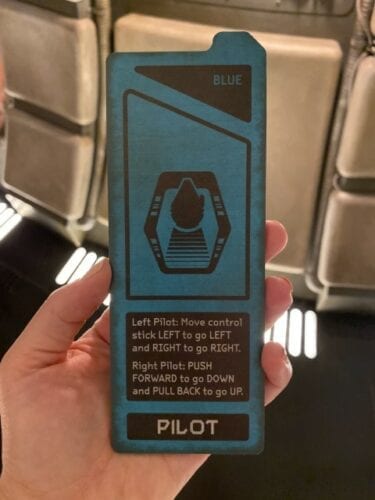 BLUE
Left Pilot: Move control
stick LEFT to go LEFT
and RIGHT to go RIGHT.
Right Pilot: PUSH
FORWARD to go DOWN
and PULL BACK to go UP.
PILOT